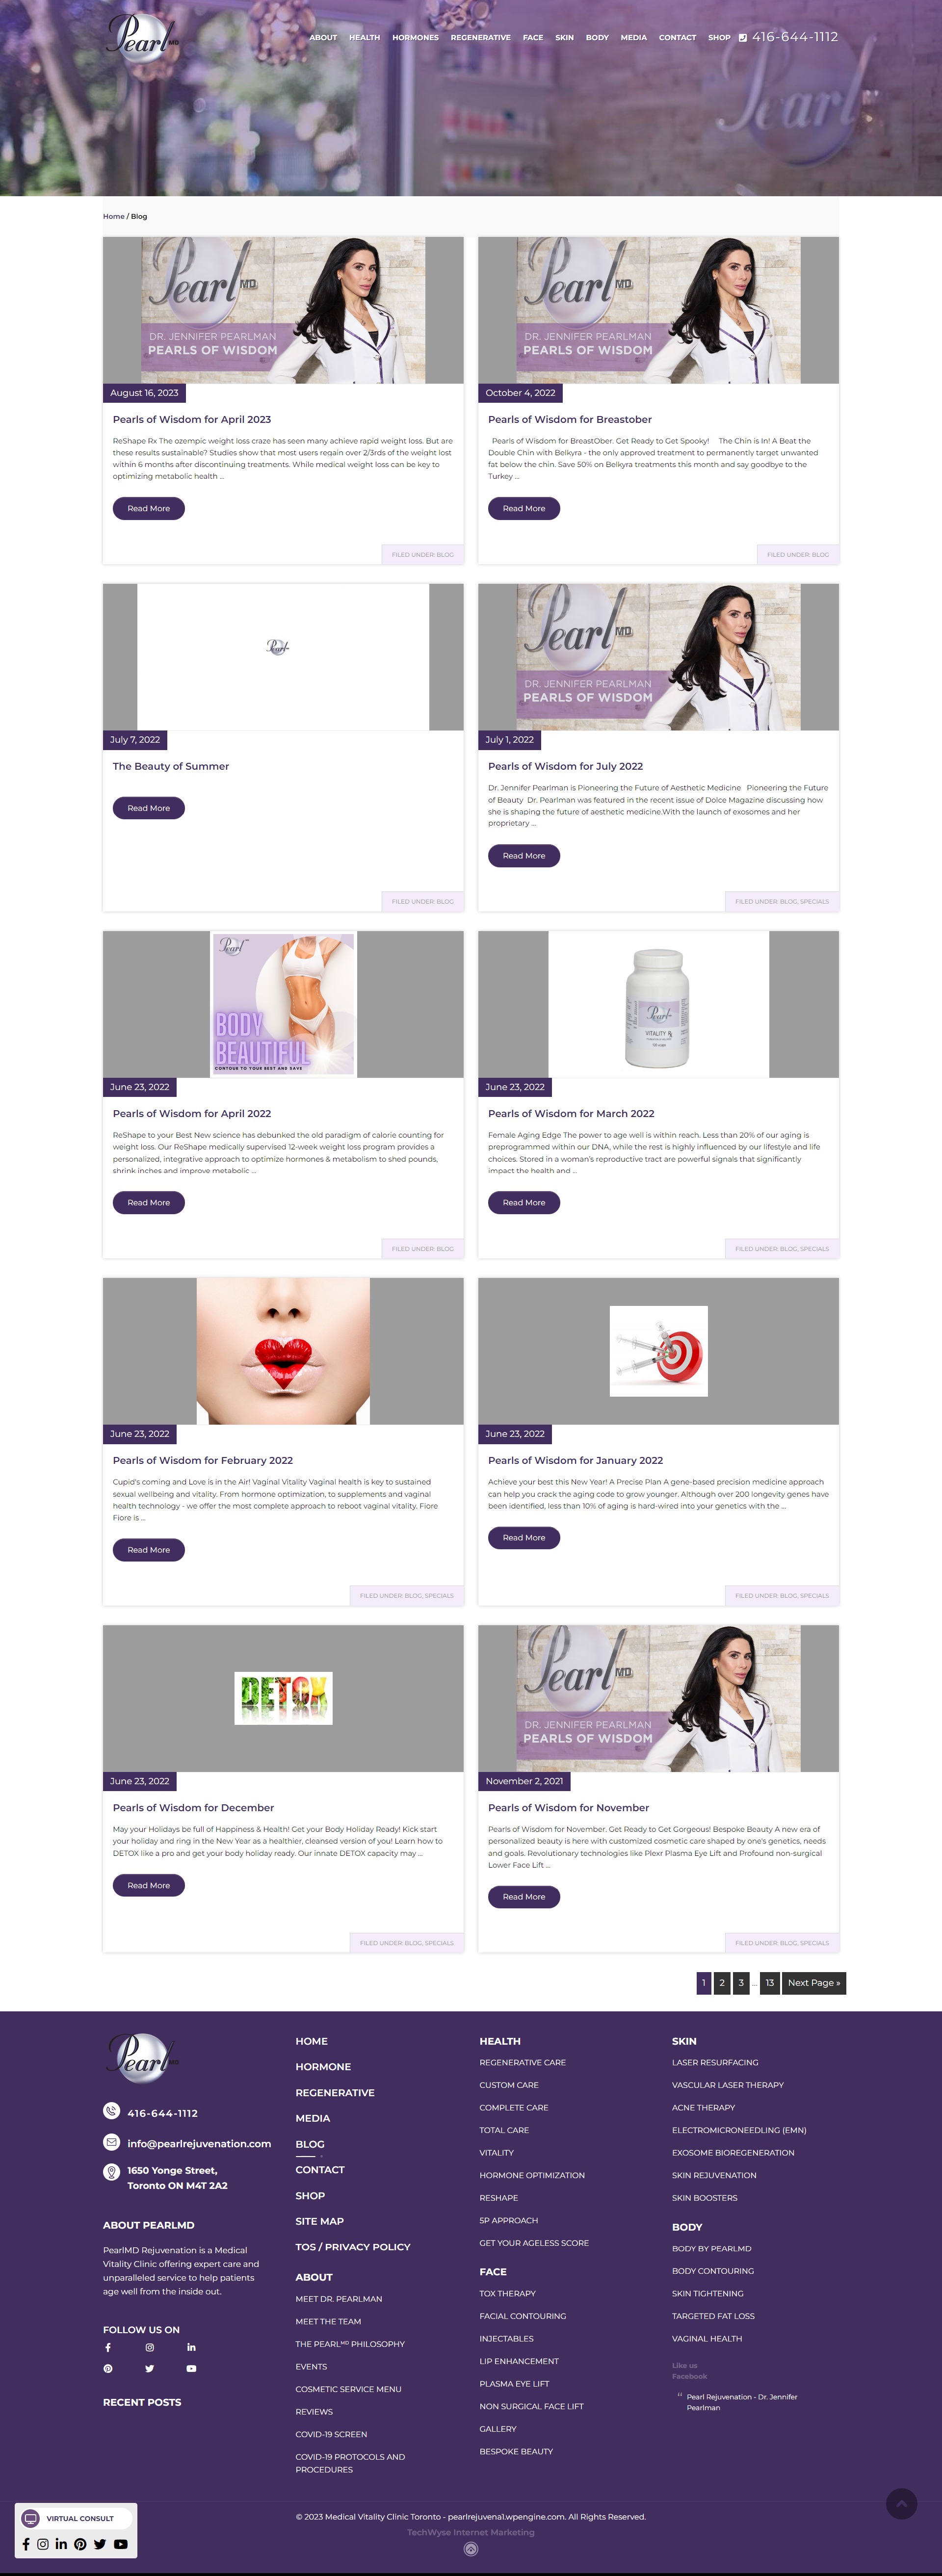 Pearl MD
ABOUT HEALTH HORMONES REGENERATIVE FACE SKIN BODY MEDIA CONTACT SHOP 416-644-1112
Pearl
Home / Blog
Pearl MD
DR. JENNIFER PEARLMAN
PEARLS OF WISDOM
August 16, 2023
Pearls of Wisdom for April 2023
ReShape Rx The ozempic weight loss craze has seen many achieve rapid weight loss. But are
these results sustainable? Studies show that most users regain over 2/3rds of the weight lost
within 6 months after discontinuing treatments. While medical weight loss can be key to
optimizing metabolic health ...
Read More
FILED UNDER: BLOG
Pearl MD
DR. JENNIFER PEARLMAN
PEARLS OF WISDOM
October 4, 2022
Pearls of Wisdom for Breastober
Pearls of Wisdom for BreastOber. Get Ready to Get Spooky! The Chin is In! A Beat the
Double Chin with Belkyra - the only approved treatment to permanently target unwanted
fat below the chin. Save 50% on Belkyra treatments this month and say goodbye to the
Turkey ...
Read More
FILED UNDER: BLOG
Pearl
July 7, 2022
The Beauty of Summer
Read More
FILED UNDER: BLOG
Pearl MD
DR. JENNIFER PEARLMAN
PEARLS OF WISDOM
July 1, 2022
Pearls of Wisdom for July 2022
Dr. Jennifer Pearlman is Pioneering the Future of Aesthetic Medicine Pioneering the Future
of Beauty Dr. Pearlman was featured in the recent issue of Dolce Magazine discussing how
she is shaping the future of aesthetic medicine.With the launch of exosomes and her
proprietary ...
Read More
FILED UNDER: BLOG, SPECIALS
Pearl
BODY
BEAUTIFUL
CONTOUR TO YOUR BEST AND SAVE
June 23, 2022
Pearls of Wisdom for April 2022
ReShape to your Best New science has debunked the old paradigm of calorie counting for
weight loss. Our ReShape medically supervised 12-week weight loss program provides a
personalized, integrative approach to optimize hormones & metabolism to shed pounds,
shrink inches and improve metabolic ...
Read More
FILED UNDER: BLOG
Pearl
VITALITY ℞
June 23, 2022
Pearls of Wisdom for March 2022
Female Aging Edge The power to age well is within reach. Less than 20% of our aging is
preprogrammed within our DNA, while the rest is highly influenced by our lifestyle and life
choices. Stored in a woman's reproductive tract are powerful signals that significantly
impact the health and ...
Read More
FILED UNDER: BLOG, SPECIALS
June 23, 2022
Pearls of Wisdom for February 2022
Cupid's coming and Love is in the Air! Vaginal Vitality Vaginal health is key to sustained
sexual wellbeing and vitality. From hormone optimization, to supplements and vaginal
health technology - we offer the most complete approach to reboot vaginal vitality. Fiore
Fiore is ...
Read More
FILED UNDER: BLOG, SPECIALS
June 23, 2022
Pearls of Wisdom for January 2022
Achieve your best this New Year! A Precise Plan A gene-based precision medicine approach
can help you crack the aging code to grow younger. Although over 200 longevity genes have
been identified, less than 10% of aging is hard-wired into your genetics with the ...
Read More
FILED UNDER: BLOG, SPECIALS
DETOX
June 23, 2022
Pearls of Wisdom for December
May your Holidays be full of Happiness & Health! Get your Body Holiday Ready! Kick start
your holiday and ring in the New Year as a healthier, cleansed version of you! Learn how to
DETOX like a pro and get your body holiday ready. Our innate DETOX capacity may ...
Read More
FILED UNDER: BLOG, SPECIALS
Pearl MD
DR. JENNIFER PEARLMAN
PEARLS OF WISDOM
November 2, 2021
Pearls of Wisdom for November
Pearls of Wisdom for November. Get Ready to Get Gorgeous! Bespoke Beauty A new era of
personalized beauty is here with customized cosmetic care shaped by one's genetics, needs
and goals. Revolutionary technologies like Plexr Plasma Eye Lift and Profound non-surgical
Lower Face Lift ...
Read More
FILED UNDER: BLOG, SPECIALS
1 2 3 ... 13 Next Page »
Pearl MD
416-644-1112
info@pearlrejuvenation.com
1650 Yonge Street,
Toronto ON M4T 2A2
ABOUT PEARLMD
PearlMD Rejuvenation is a Medical
Vitality Clinic offering expert care and
unparalleled service to help patients
age well from the inside out.
FOLLOW US ON
RECENT POSTS
HOME
HORMONE
REGENERATIVE
MEDIA
BLOG
CONTACT
SHOP
SITE MAP
TOS / PRIVACY POLICY
ABOUT
MEET DR. PEARLMAN
MEET THE TEAM
THE PEARLᴹᴰ PHILOSOPHY
EVENTS
COSMETIC SERVICE MENU
REVIEWS
COVID-19 SCREEN
COVID-19 PROTOCOLS AND
PROCEDURES
HEALTH
REGENERATIVE CARE
CUSTOM CARE
COMPLETE CARE
TOTAL CARE
VITALITY
HORMONE OPTIMIZATION
RESHAPE
5P APPROACH
GET YOUR AGELESS SCORE
FACE
TOX THERAPY
FACIAL CONTOURING
INJECTABLES
LIP ENHANCEMENT
PLASMA EYE LIFT
NON SURGICAL FACE LIFT
GALLERY
BESPOKE BEAUTY
SKIN
LASER RESURFACING
VASCULAR LASER THERAPY
ACNE THERAPY
ELECTROMICRONEEDLING (EMN)
EXOSOME BIOREGENERATION
SKIN REJUVENATION
SKIN BOOSTERS
BODY
BODY BY PEARLMD
BODY CONTOURING
SKIN TIGHTENING
TARGETED FAT LOSS
VAGINAL HEALTH
Like us
Facebook
“ Pearl Rejuvenation - Dr. Jennifer
Pearlman
VIRTUAL CONSULT
© 2023 Medical Vitality Clinic Toronto - pearlrejuvena1.wpengine.com. All Rights Reserved.
TechWyse Internet Marketing